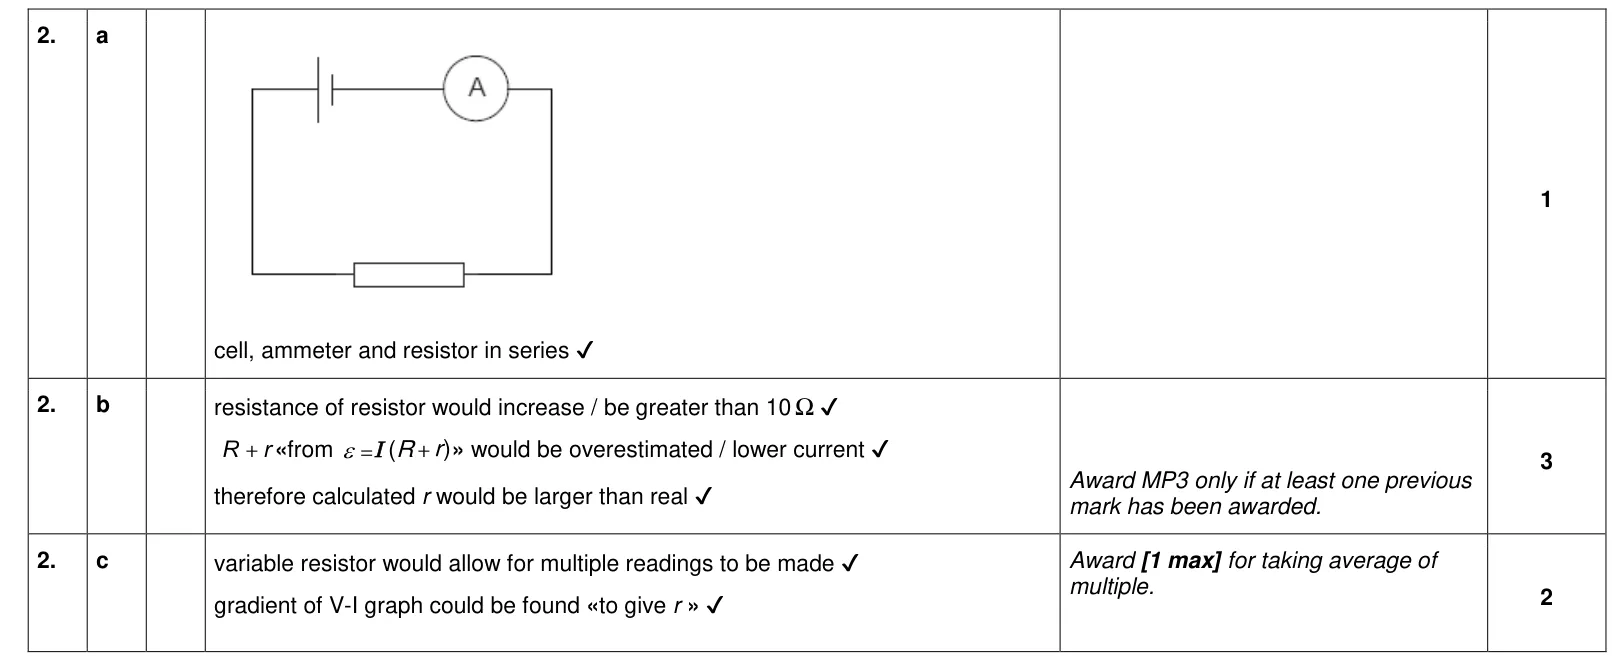 2. a
A
cell, ammeter and resistor in series ✓
1
2. b
resistance of resistor would increase / be greater than 10 Ω ✓
R + r «from ε = I (R + r)» would be overestimated / lower current ✓
therefore calculated r would be larger than real ✓
Award MP3 only if at least one previous
mark has been awarded.
3
2. c
variable resistor would allow for multiple readings to be made ✓
gradient of V-I graph could be found «to give r » ✓
Award [1 max] for taking average of
multiple.
2